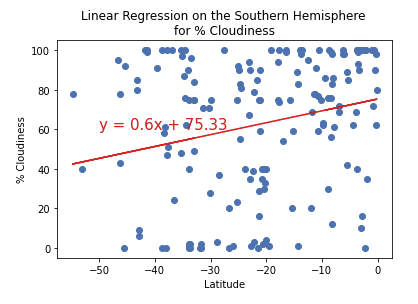 Linear Regression on the Southern Hemisphere
for % Cloudiness
100
80
60
40
20
0
% Cloudiness
y = 0.6x + 75.33
−50
−40
−30
−20
−10
0
Latitude